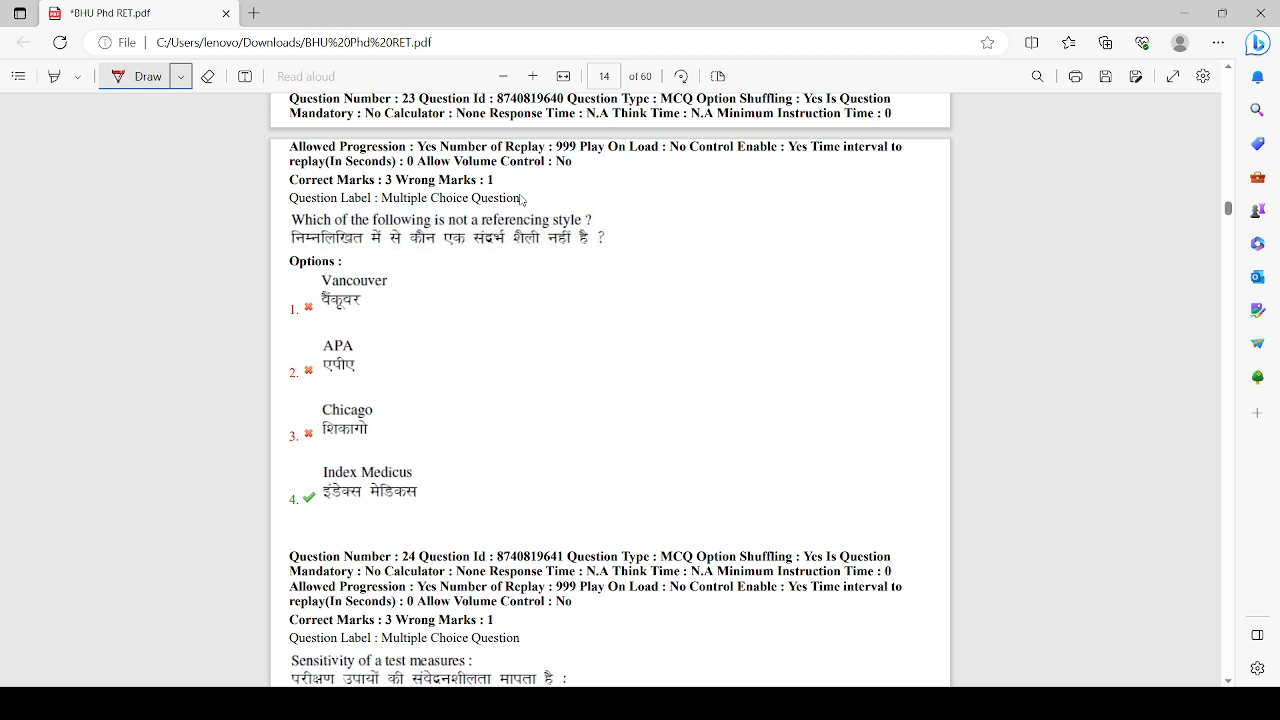 *BHU Phd RET.pdf
File
C:/Users/lenovo/Downloads/BHU%20Phd%20RET.pdf
Draw
Read aloud
14
of 60
Question Number : 23 Question Id : 8740819640 Question Type : MCQ Option Shuffling : Yes Is Question
Mandatory : No Calculator : None Response Time : N.A Think Time : N.A Minimum Instruction Time : 0
Allowed Progression : Yes Number of Replay : 999 Play On Load : No Control Enable : Yes Time interval to
replay(In Seconds) : 0 Allow Volume Control : No
Correct Marks : 3 Wrong Marks : 1
Question Label : Multiple Choice Question
Which of the following is not a referencing style ?
निम्नलिखित में से कौन एक संदर्भ शैली नहीं है ?
Options :
Vancouver
1. वैंकूवर
APA
2. एपीए
Chicago
3. शिकागो
Index Medicus
4. इंडेक्स मेडिकस
Question Number : 24 Question Id : 8740819641 Question Type : MCQ Option Shuffling : Yes Is Question
Mandatory : No Calculator : None Response Time : N.A Think Time : N.A Minimum Instruction Time : 0
Allowed Progression : Yes Number of Replay : 999 Play On Load : No Control Enable : Yes Time interval to
replay(In Seconds) : 0 Allow Volume Control : No
Correct Marks : 3 Wrong Marks : 1
Question Label : Multiple Choice Question
Sensitivity of a test measures :
परीक्षण उपायों की संवेदनशीलता मापता है :